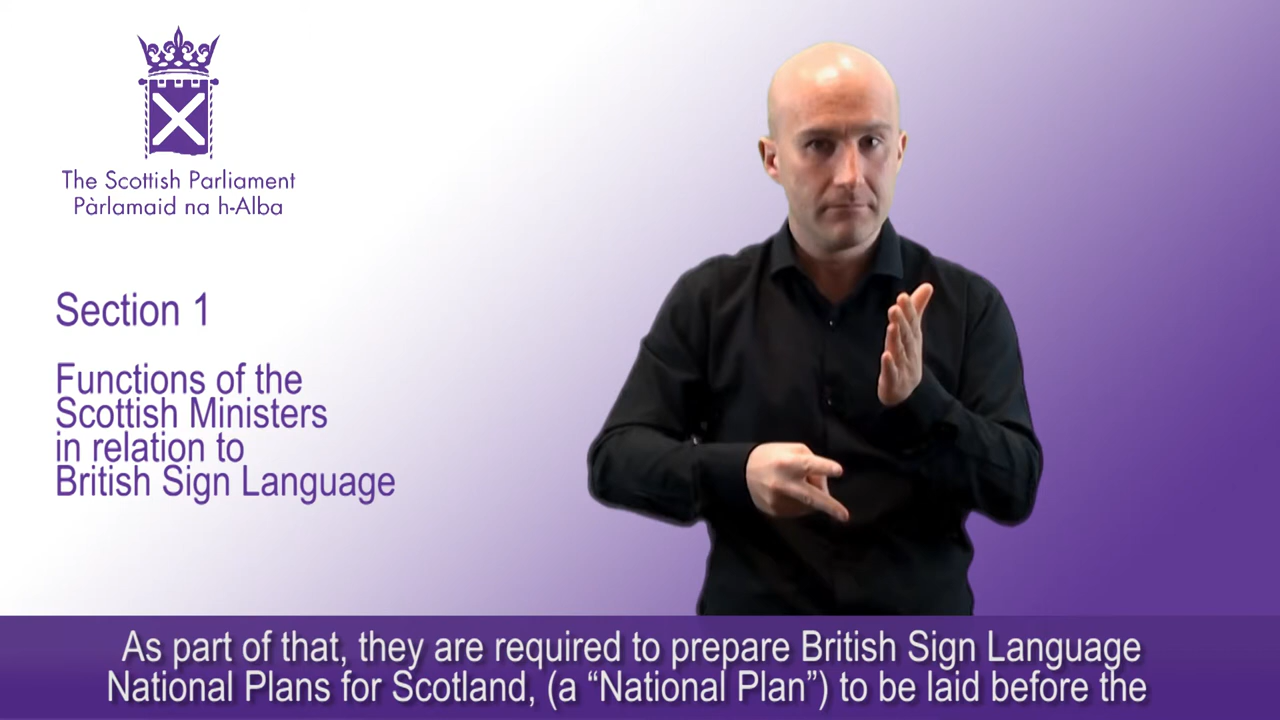 The Scottish Parliament
Pàrlamaid na h-Alba
Section 1
Functions of the
Scottish Ministers
in relation to
British Sign Language
As part of that, they are required to prepare British Sign Language
National Plans for Scotland, (a “National Plan”) to be laid before the